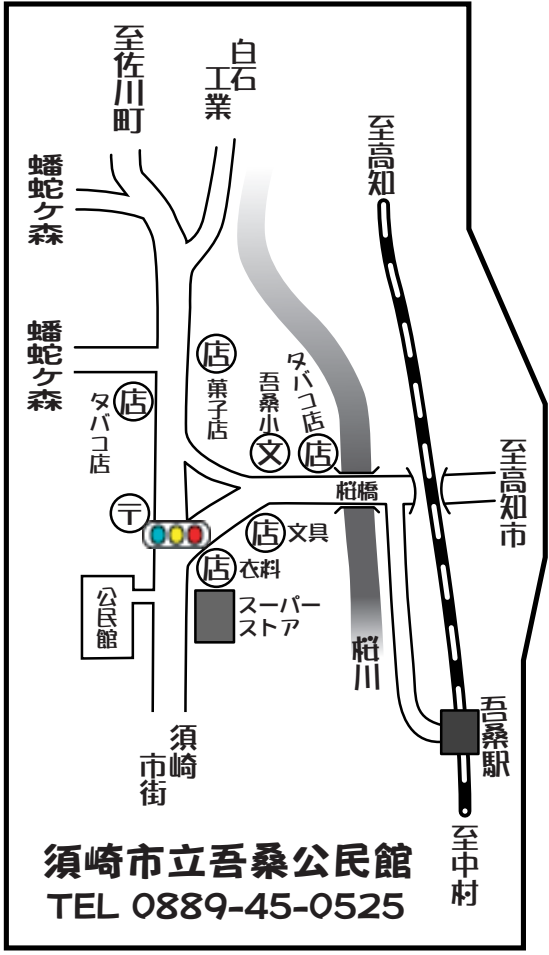 至佐川町
白石
工業
至高知
蟠蛇ヶ森
蟠蛇ヶ森
店
菓子店
店
タバコ店
吾桑小
文
タバコ店
店
桜橋
至高知市
〒
店 文具
店 衣料
スーパー
ストア
公民館
桜川
須崎
市街
吾桑駅
至中村
須崎市立吾桑公民館
TEL 0889-45-0525